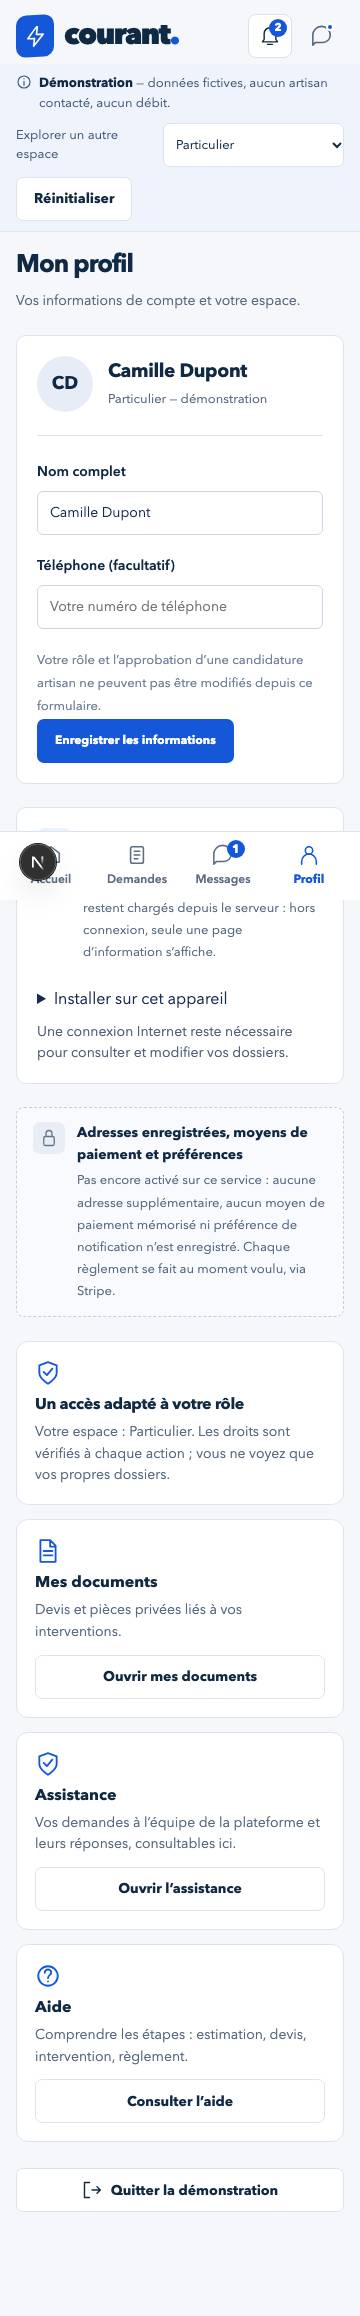 courant.
2
Démonstration — données fictives, aucun artisan
contacté, aucun débit.
Explorer un autre
espace
Particulier
Réinitialiser
Mon profil
Vos informations de compte et votre espace.
CD
Camille Dupont
Particulier — démonstration
Nom complet
Camille Dupont
Téléphone (facultatif)
Votre numéro de téléphone
Votre rôle et l’approbation d’une candidature
artisan ne peuvent pas être modifiés depuis ce
formulaire.
Enregistrer les informations
N
1
Accueil
Demandes
Messages
Profil
restent chargés depuis le serveur : hors
connexion, seule une page
d’information s’affiche.
Installer sur cet appareil
Une connexion Internet reste nécessaire
pour consulter et modifier vos dossiers.
Adresses enregistrées, moyens de
paiement et préférences
Pas encore activé sur ce service : aucune
adresse supplémentaire, aucun moyen de
paiement mémorisé ni préférence de
notification n’est enregistré. Chaque
règlement se fait au moment voulu, via
Stripe.
Un accès adapté à votre rôle
Votre espace : Particulier. Les droits sont
vérifiés à chaque action ; vous ne voyez que
vos propres dossiers.
Mes documents
Devis et pièces privées liés à vos
interventions.
Ouvrir mes documents
Assistance
Vos demandes à l’équipe de la plateforme et
leurs réponses, consultables ici.
Ouvrir l’assistance
Aide
Comprendre les étapes : estimation, devis,
intervention, règlement.
Consulter l’aide
Quitter la démonstration